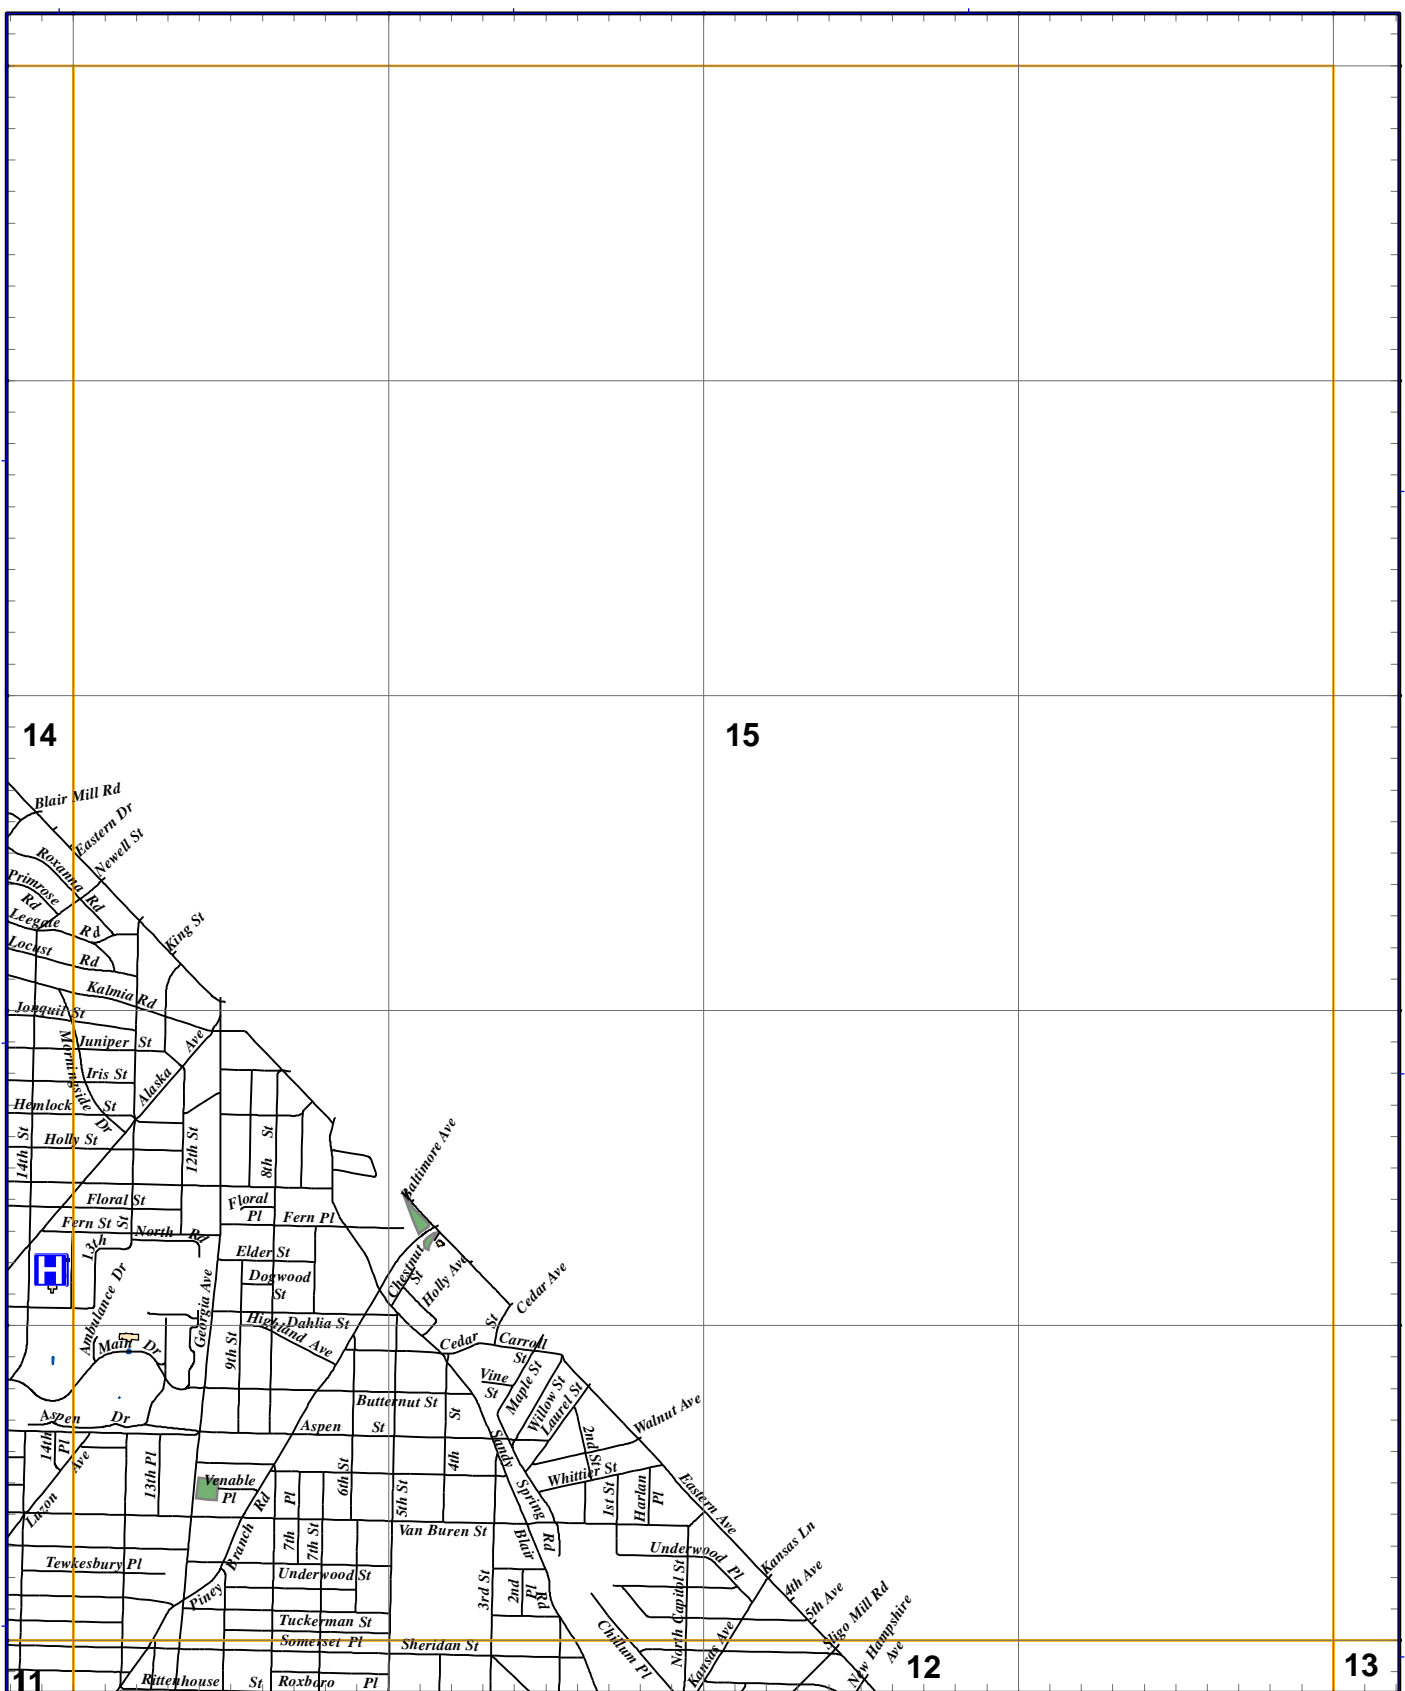 14
15
Blair Mill Rd
Eastern Dr
Newell St
Roxanna Rd
Primrose Rd
Leegate Rd
King St
Locust Rd
Kalmia Rd
Jonquil St
Juniper St
Morningside Dr
Alaska Ave
Iris St
Hemlock St
Holly St
14th St
12th St
8th St
Baltimore Ave
Floral St
Floral Pl
Fern St
13th St
North Rd
Fern Pl
Elder St
H
Ambulance Dr
Georgia Ave
Dogwood St
Chestnut St
Holly Ave
Cedar Ave
Highland Ave
Dahlia St
9th St
Main Dr
Cedar St
Carroll St
Vine St
Maple St
Willow St
Laurel St
Butternut St
Walnut Ave
Aspen Dr
Aspen St
4th St
2nd St
14th Pl
Luzon Ave
13th Pl
Sandy Spring Rd
Whittier St
Venable Pl
6th St
5th St
1st St
Harlan Pl
Eastern Ave
7th Pl
7th St
Van Buren St
Blair Rd
Piney Branch Rd
Underwood Pl
Kansas Ln
Tewkesbury Pl
Underwood St
4th Ave
5th Ave
3rd St
2nd Pl
North Capitol St
Sligo Mill Rd
New Hampshire Ave
Tuckerman St
Chillum Pl
Kansas Ave
Somerset Pl
Sheridan St
11
12
13
Rittenhouse St
Roxboro Pl